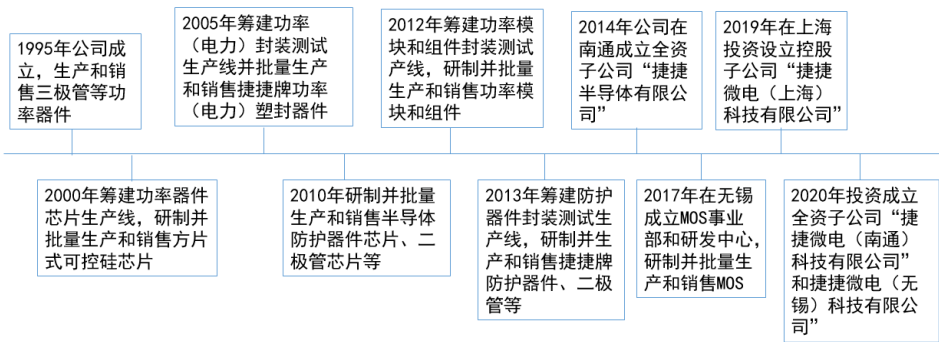 1995年公司成
立，生产和销
售三极管等功
率器件
2005年筹建功率
（电力）封装测试
生产线并批量生产
和销售捷捷牌功率
（电力）塑封器件
2012年筹建功率模
块和组件封装测试
产线，研制并批量
生产和销售功率模
块和组件
2014年公司在
南通成立全资
子公司“捷捷
半导体有限公
司”
2019年在上海
投资设立控股
子公司“捷捷
微电（上海）
科技有限公司”
2000年筹建功率器件
芯片生产线，研制并
批量生产和销售方片
式可控硅芯片
2010年研制并批量
生产和销售半导体
防护器件芯片、二
极管芯片等
2013年筹建防护
器件封装测试生
产线，研制并生
产和销售捷捷牌
防护器件、二极
管等
2017年在无锡
成立MOS事业
部和研发中心，
研制并批量生
产和销售MOS
2020年投资成立
全资子公司“捷
捷微电（南通）
科技有限公司”
和捷捷微电（无
锡）科技有限公
司”